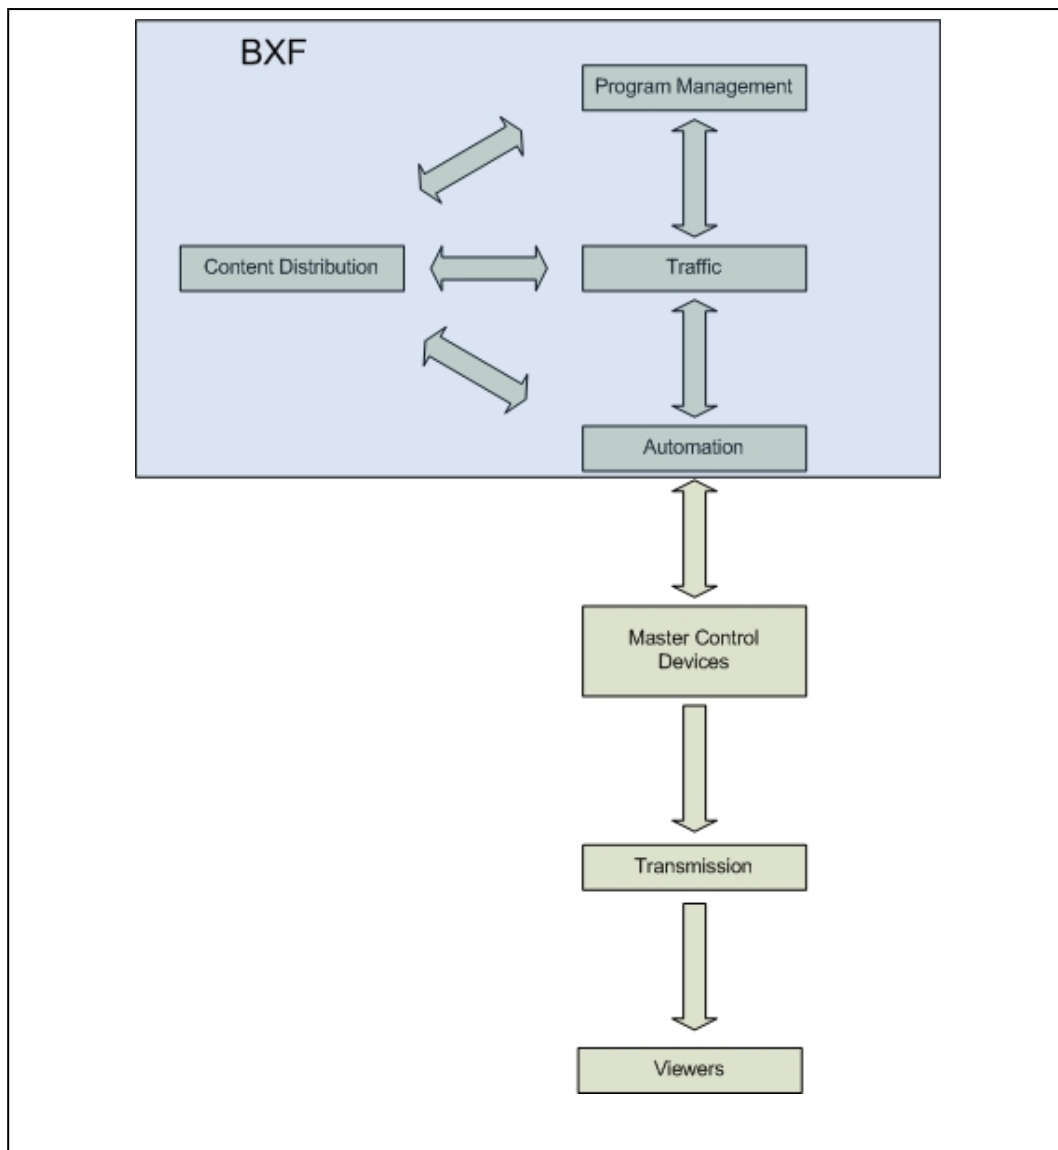 BXF
Program Management
Content Distribution
Traffic
Automation
Master Control
Devices
Transmission
Viewers